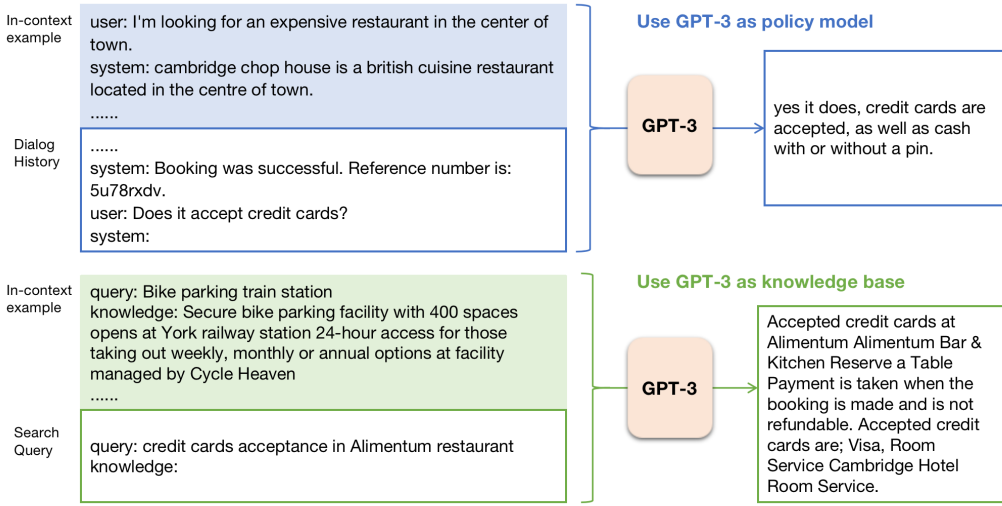 In-context
example
user: I'm looking for an expensive restaurant in the center of
town.
system: cambridge chop house is a british cuisine restaurant
located in the centre of town.
......
Dialog
History
......
system: Booking was successful. Reference number is:
5u78rxdv.
user: Does it accept credit cards?
system:
Use GPT-3 as policy model
GPT-3
yes it does, credit cards are
accepted, as well as cash
with or without a pin.
In-context
example
query: Bike parking train station
knowledge: Secure bike parking facility with 400 spaces
opens at York railway station 24-hour access for those
taking out weekly, monthly or annual options at facility
managed by Cycle Heaven
......
Search
Query
query: credit cards acceptance in Alimentum restaurant
knowledge:
Use GPT-3 as knowledge base
GPT-3
Accepted credit cards at
Alimentum Alimentum Bar &
Kitchen Reserve a Table
Payment is taken when the
booking is made and is not
refundable. Accepted credit
cards are; Visa, Room
Service Cambridge Hotel
Room Service.